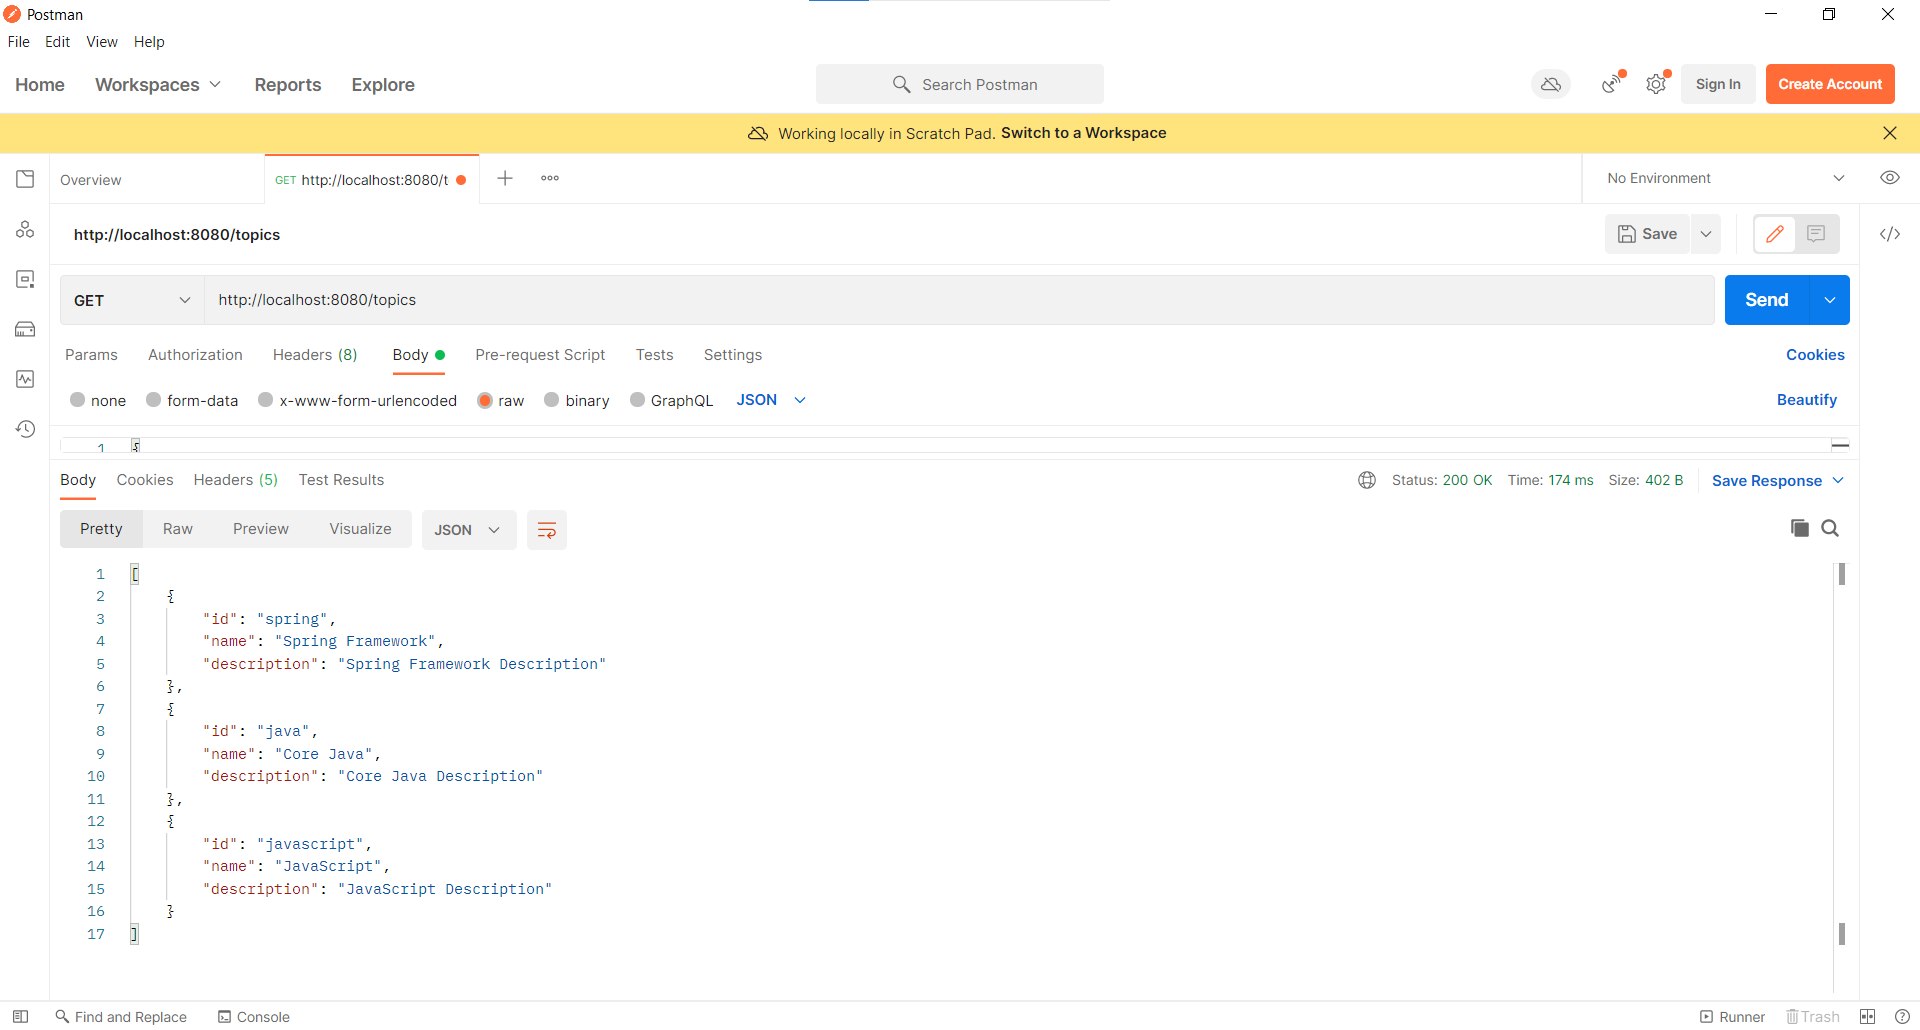 Postman
File Edit View Help
Home Workspaces Reports Explore Search Postman Sign In Create Account
Working locally in Scratch Pad. Switch to a Workspace
Overview GET http://localhost:8080/t No Environment
http://localhost:8080/topics Save
GET http://localhost:8080/topics Send
Params Authorization Headers (8) Body Pre-request Script Tests Settings Cookies
none form-data x-www-form-urlencoded raw binary GraphQL JSON Beautify
1 {
Body Cookies Headers (5) Test Results Status: 200 OK Time: 174 ms Size: 402 B Save Response
Pretty Raw Preview Visualize JSON
1 [
2 {
3 "id": "spring",
4 "name": "Spring Framework",
5 "description": "Spring Framework Description"
6 },
7 {
8 "id": "java",
9 "name": "Core Java",
10 "description": "Core Java Description"
11 },
12 {
13 "id": "javascript",
14 "name": "JavaScript",
15 "description": "JavaScript Description"
16 }
17 ]
Find and Replace Console Runner Trash